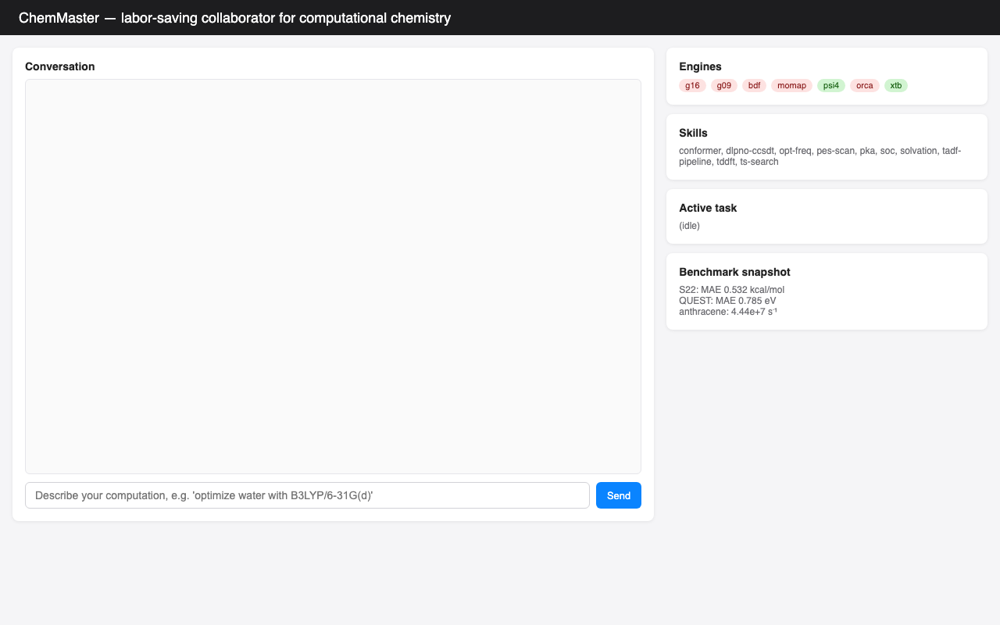 ChemMaster — labor-saving collaborator for computational chemistry
Conversation
Describe your computation, e.g. 'optimize water with B3LYP/6-31G(d)'
Send
Engines
g16 g09 bdf momap psi4 orca xtb
Skills
conformer, dlpno-ccsdt, opt-freq, pes-scan, pka, soc, solvation, tadf-
pipeline, tddft, ts-search
Active task
(idle)
Benchmark snapshot
S22: MAE 0.532 kcal/mol
QUEST: MAE 0.785 eV
anthracene: 4.44e+7 s⁻¹